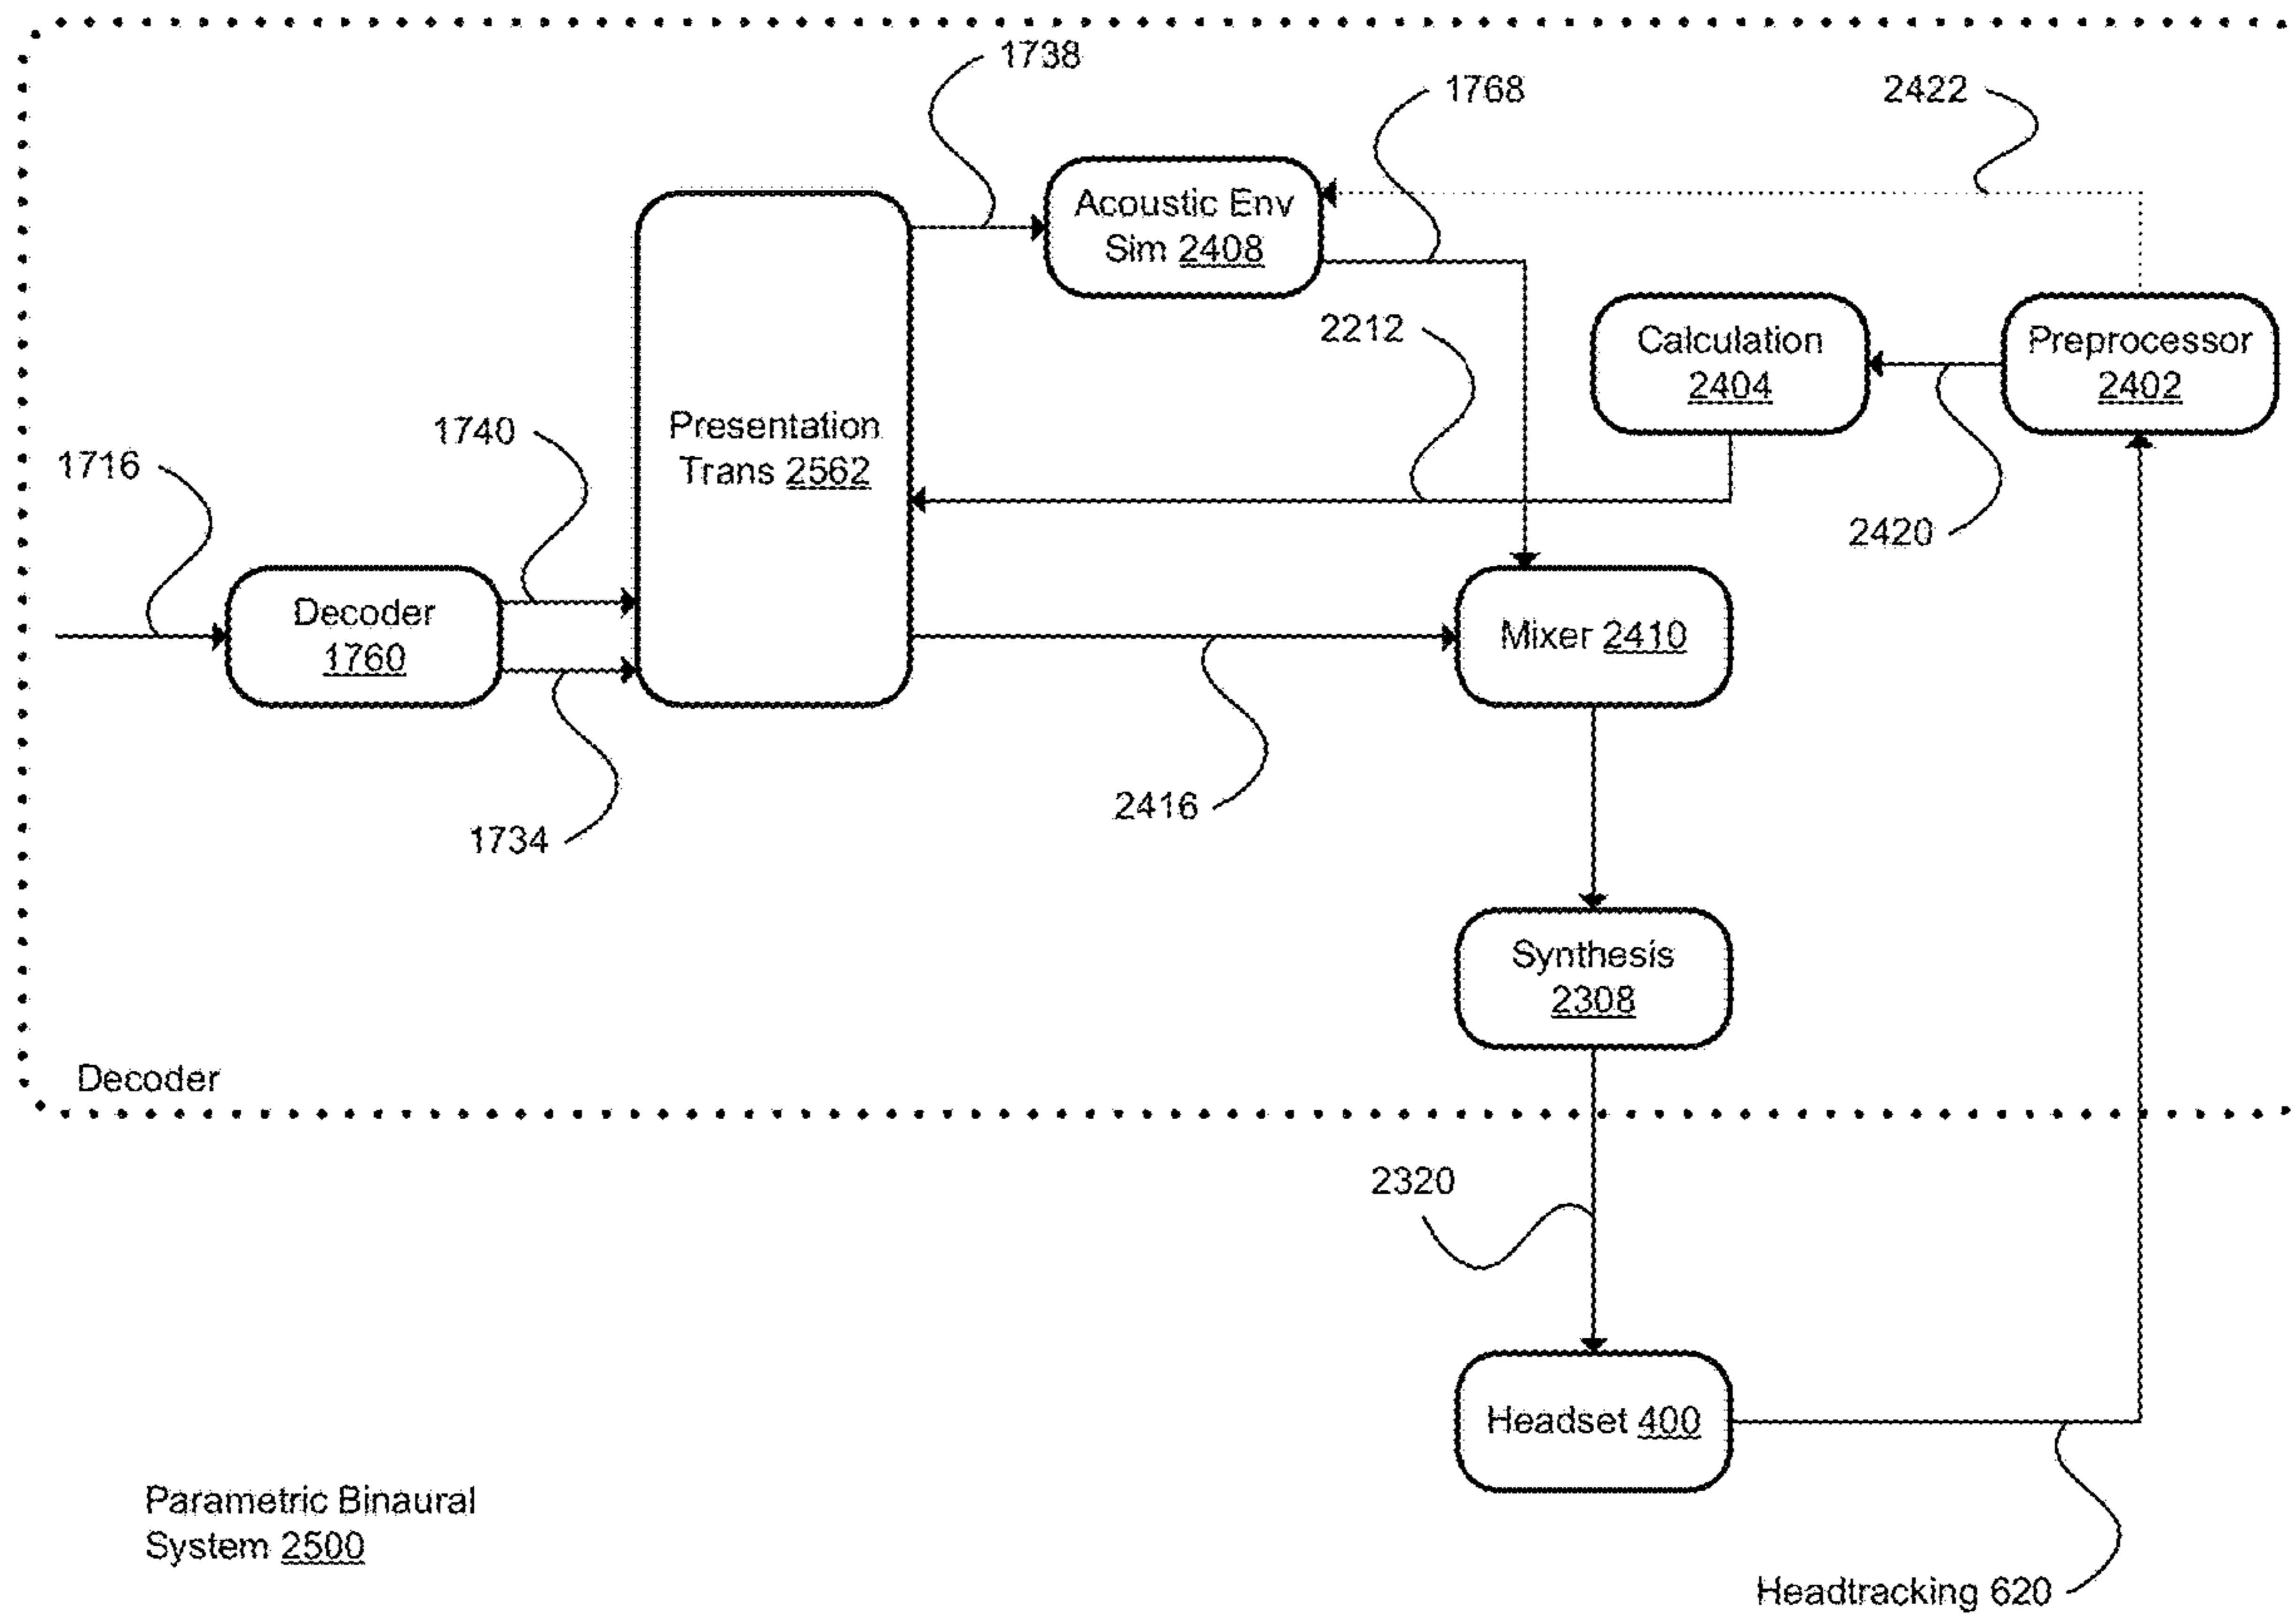 1738
1768
2422
Acoustic Env
Sim 2408
2212
Calculation
2404
Preprocessor
2402
1740
Presentation
Trans 2562
1716
2420
Decoder
1760
Mixer 2410
2416
1734
Synthesis
2308
Decoder
2320
Headset 400
Parametric Binaural
System 2500
Headtracking 620